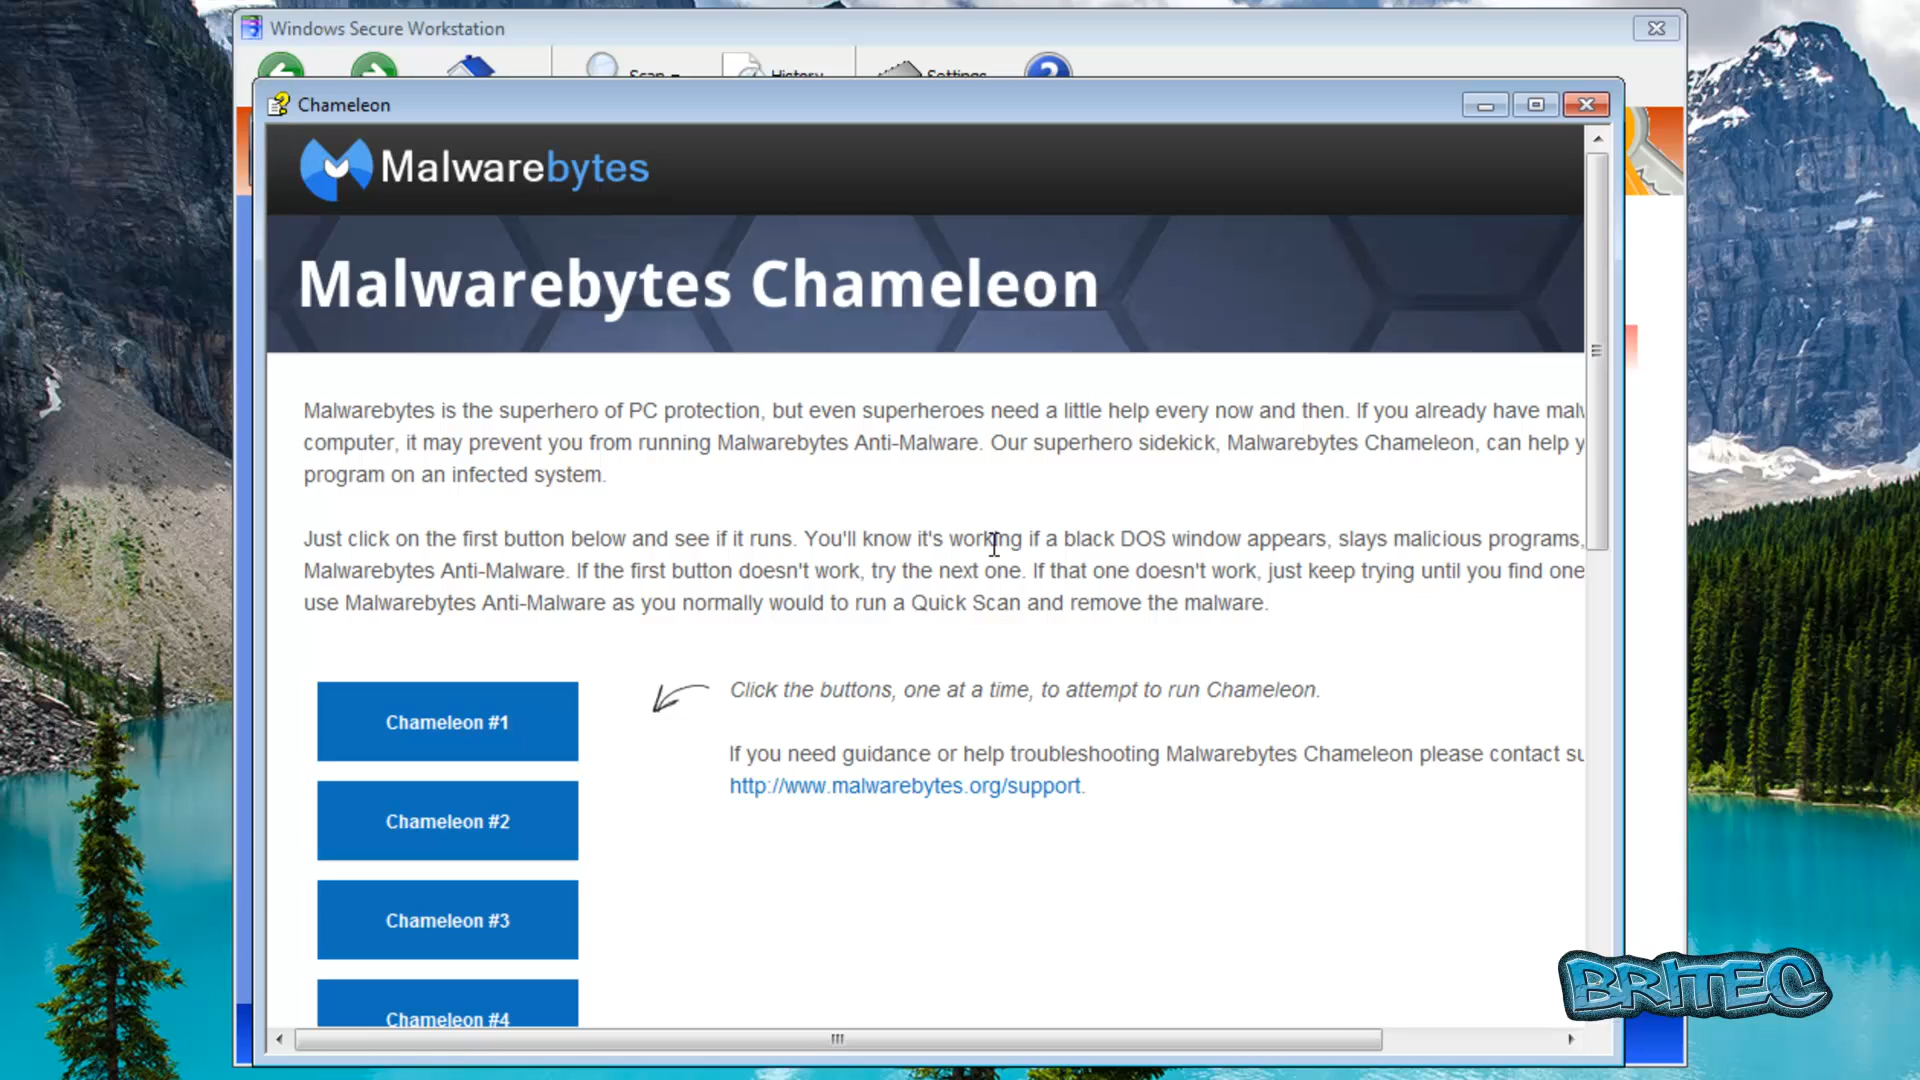 Windows Secure Workstation
Scan
History
Settings
Chameleon
Malwarebytes
Malwarebytes Chameleon
Malwarebytes is the superhero of PC protection, but even superheroes need a little help every now and then. If you already have
computer, it may prevent you from running Malwarebytes Anti-Malware. Our superhero sidekick, Malwarebytes Chameleon, can help
program on an infected system.
Just click on the first button below and see if it runs. You'll know it's working if a black DOS window appears, slays malicious programs,
Malwarebytes Anti-Malware. If the first button doesn't work, try the next one. If that one doesn't work, just keep trying until you find one
use Malwarebytes Anti-Malware as you normally would to run a Quick Scan and remove the malware.
Chameleon #1
Click the buttons, one at a time, to attempt to run Chameleon.
If you need guidance or help troubleshooting Malwarebytes Chameleon please contact
http://www.malwarebytes.org/support.
Chameleon #2
Chameleon #3
Chameleon #4
BRITEC